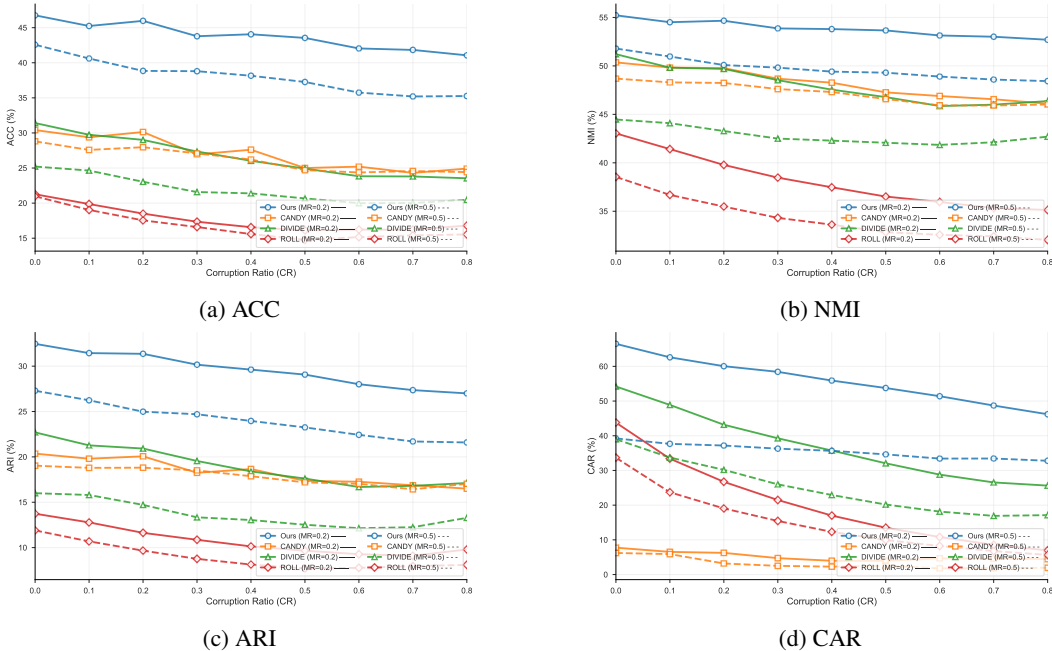 45
40
35
30
25
20
15
ACC (%)
Ours (MR=0.2)
CANDY (MR=0.2)
DIVIDE (MR=0.2)
ROLL (MR=0.2)
Ours (MR=0.5)
CANDY (MR=0.5)
DIVIDE (MR=0.5)
ROLL (MR=0.5)
0.0 0.1 0.2 0.3 0.4 0.5 0.6 0.7 0.8
Corruption Ratio (CR)
(a) ACC
55
50
45
40
35
NMI (%)
Ours (MR=0.2)
CANDY (MR=0.2)
DIVIDE (MR=0.2)
ROLL (MR=0.2)
Ours (MR=0.5)
CANDY (MR=0.5)
DIVIDE (MR=0.5)
ROLL (MR=0.5)
0.0 0.1 0.2 0.3 0.4 0.5 0.6 0.7 0.8
Corruption Ratio (CR)
(b) NMI
30
25
20
15
10
ARI (%)
Ours (MR=0.2)
CANDY (MR=0.2)
DIVIDE (MR=0.2)
ROLL (MR=0.2)
Ours (MR=0.5)
CANDY (MR=0.5)
DIVIDE (MR=0.5)
ROLL (MR=0.5)
0.0 0.1 0.2 0.3 0.4 0.5 0.6 0.7 0.8
Corruption Ratio (CR)
(c) ARI
60
50
40
30
20
10
0
CAR (%)
Ours (MR=0.2)
CANDY (MR=0.2)
DIVIDE (MR=0.2)
ROLL (MR=0.2)
Ours (MR=0.5)
CANDY (MR=0.5)
DIVIDE (MR=0.5)
ROLL (MR=0.5)
0.0 0.1 0.2 0.3 0.4 0.5 0.6 0.7 0.8
Corruption Ratio (CR)
(d) CAR